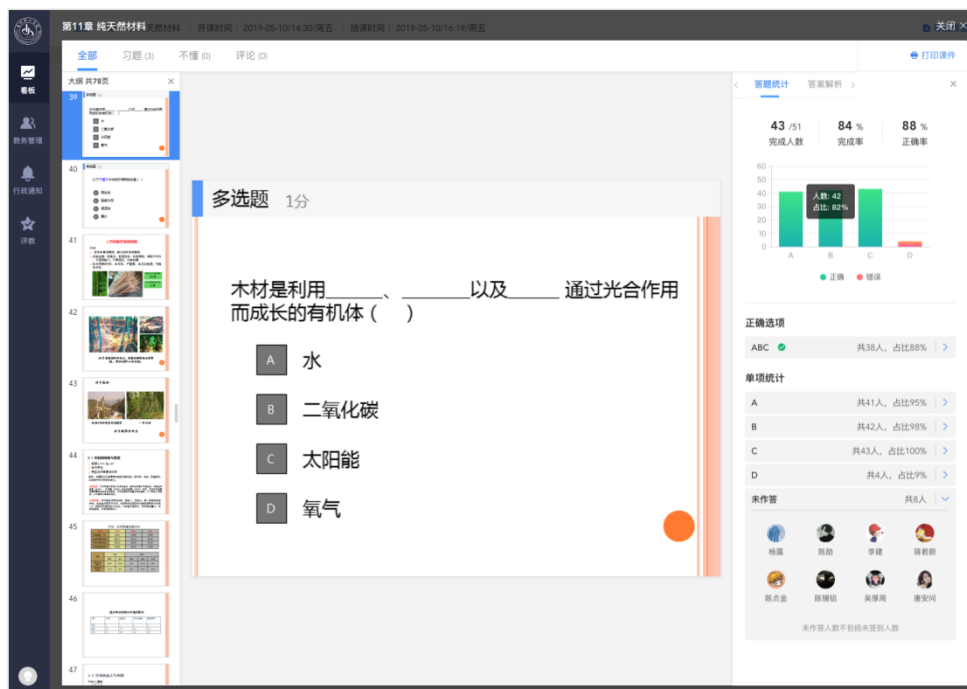 第11章 纯天然材料
天然材料 | 开课时间：2019-05-10/14:30/周五 | 结课时间：2019-05-10/16:19/周五
关闭 ×
看板
教务管理
行政通知
评教
全部 习题 (3) 不懂 (0) 评论 (0)
打印课件
大纲 共78页 ×
39
40
41
42
43
44
45
46
47
多选题 1分
木材是利用______、________以及______ 通过光合作用
而成长的有机体（ ）
A 水
B 二氧化碳
C 太阳能
D 氧气
答题统计 答案解析
43 /51 84 % 88 %
完成人数 完成率 正确率
60
50
40
30
20
10
0
人数: 42
占比: 82%
A B C D
正确 错误
正确选项
ABC 共38人，占比88%
单项统计
A 共41人，占比95%
B 共42人，占比98%
C 共43人，占比100%
D 共4人，占比9%
未作答 共8人
杨露 陈勋 李建 蒋君蔚
陈贞金 陈珊铝 吴厚周 唐安问
未作答人数不包括未签到人数